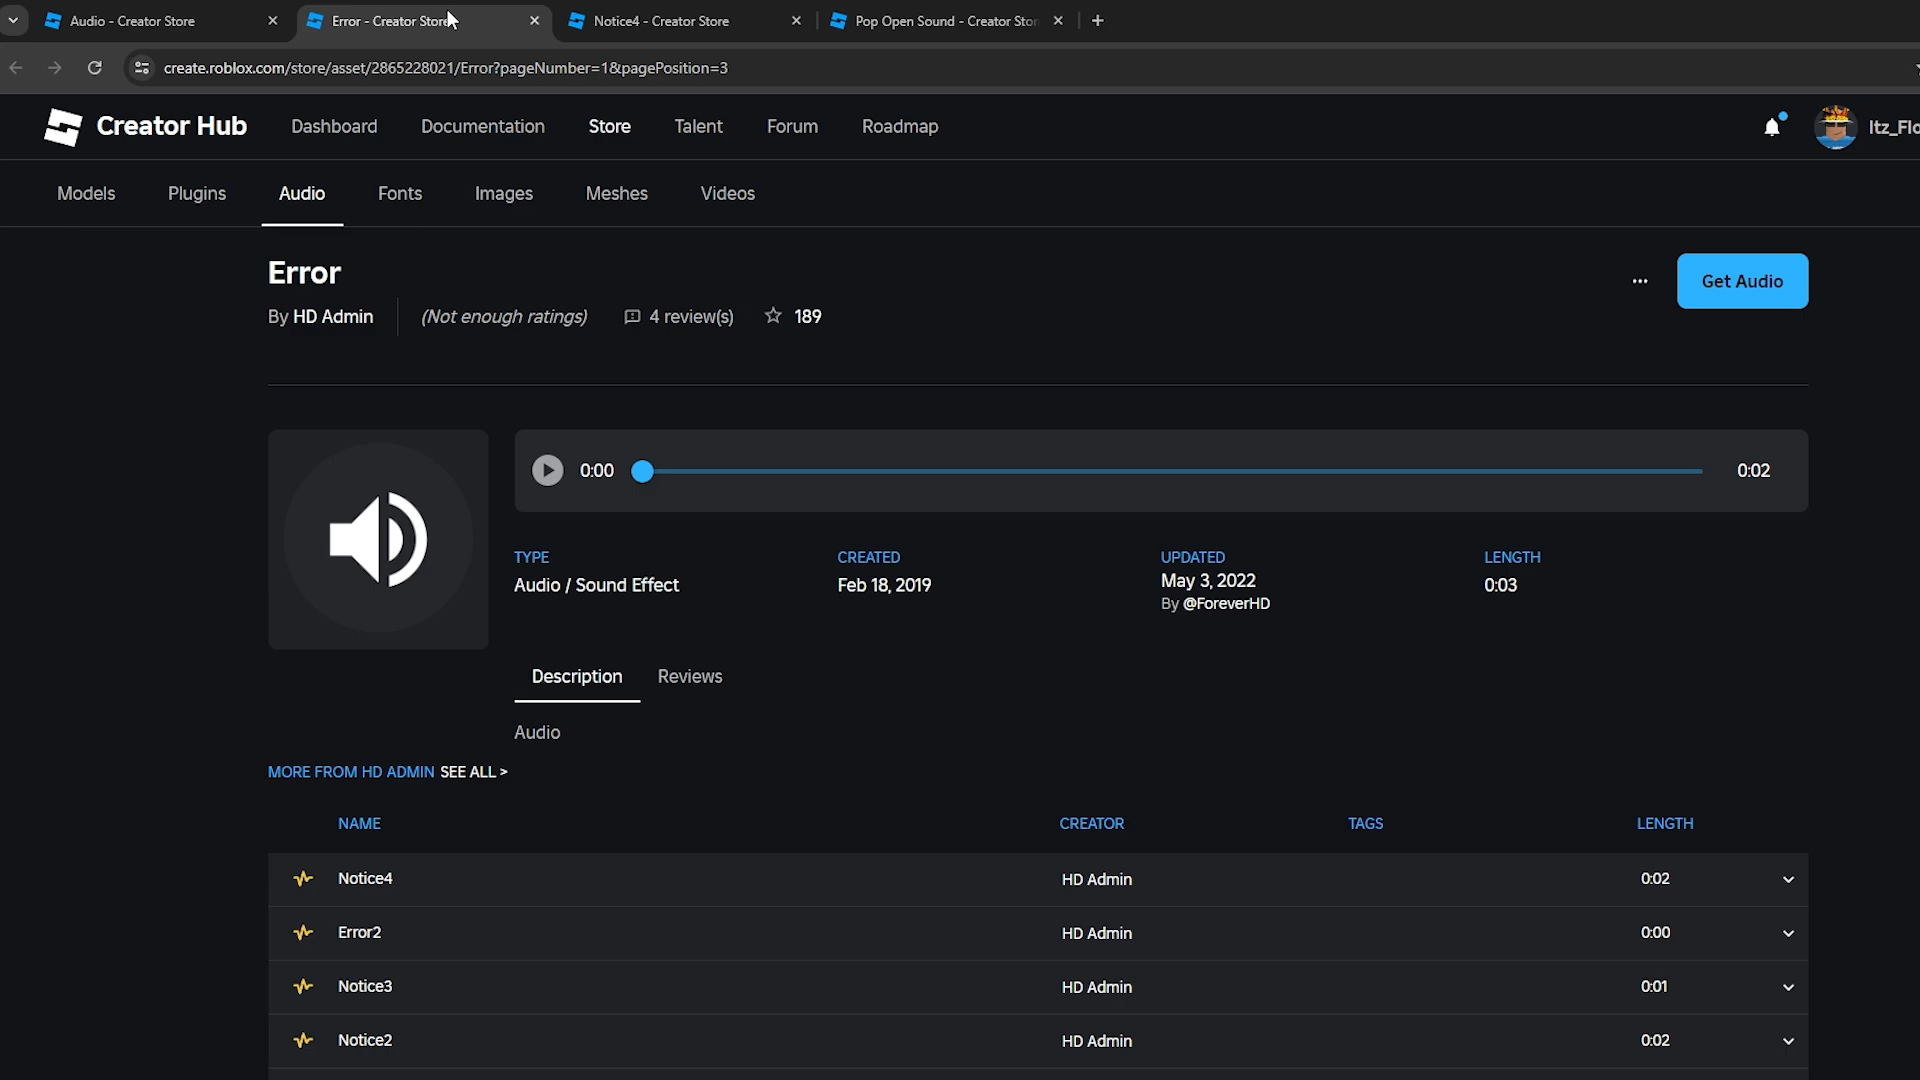 Audio - Creator Store
Error - Creator Store
Notice4 - Creator Store
Pop Open Sound - Creator Stor
create.roblox.com/store/asset/2865228021/Error?pageNumber=1&pagePosition=3
Creator Hub
Dashboard
Documentation
Store
Talent
Forum
Roadmap
Itz_Flo
Models
Plugins
Audio
Fonts
Images
Meshes
Videos
Error
Get Audio
By HD Admin
(Not enough ratings)
4 review(s)
189
0:00
0:02
TYPE
CREATED
UPDATED
LENGTH
Audio / Sound Effect
Feb 18, 2019
May 3, 2022
0:03
By @ForeverHD
Description
Reviews
Audio
MORE FROM HD ADMIN SEE ALL >
NAME
CREATOR
TAGS
LENGTH
Notice4
HD Admin
0:02
Error2
HD Admin
0:00
Notice3
HD Admin
0:01
Notice2
HD Admin
0:02